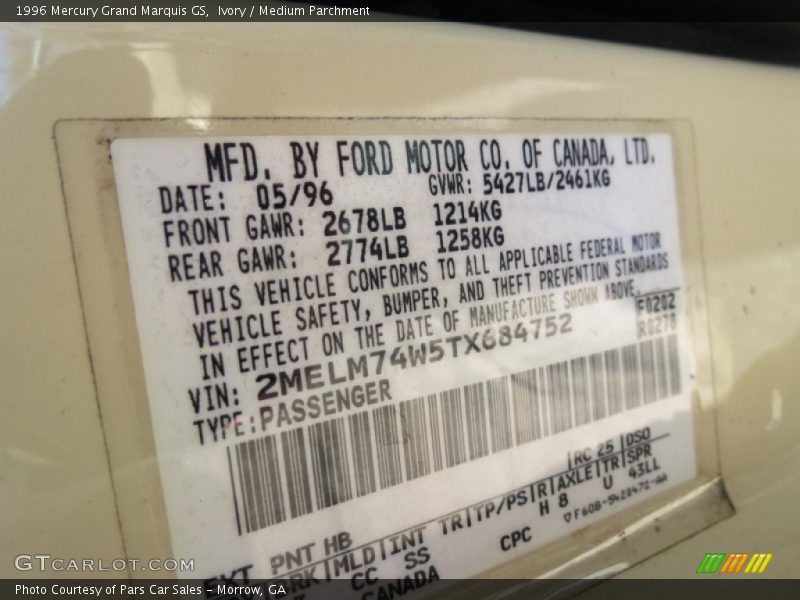 1996 Mercury Grand Marquis GS, Ivory / Medium Parchment
MFD. BY FORD MOTOR CO. OF CANADA, LTD.
DATE: 05/96 GVWR: 5427LB/2461KG
FRONT GAWR: 2678LB 1214KG
REAR GAWR: 2774LB 1258KG
THIS VEHICLE CONFORMS TO ALL APPLICABLE FEDERAL MOTOR
VEHICLE SAFETY, BUMPER, AND THEFT PREVENTION STANDARDS
IN EFFECT ON THE DATE OF MANUFACTURE SHOWN ABOVE.
F0202
VIN: 2MELM74W5TX684752 R0278
TYPE: PASSENGER
RC 25 DSO
EXT PNT HB
BRK MLD INT TR TP/PS R AXLE TR SPR
CC SS CPC H 8 U 43LL
CANADA
GTCARLOT.COM
Photo Courtesy of Pars Car Sales - Morrow, GA